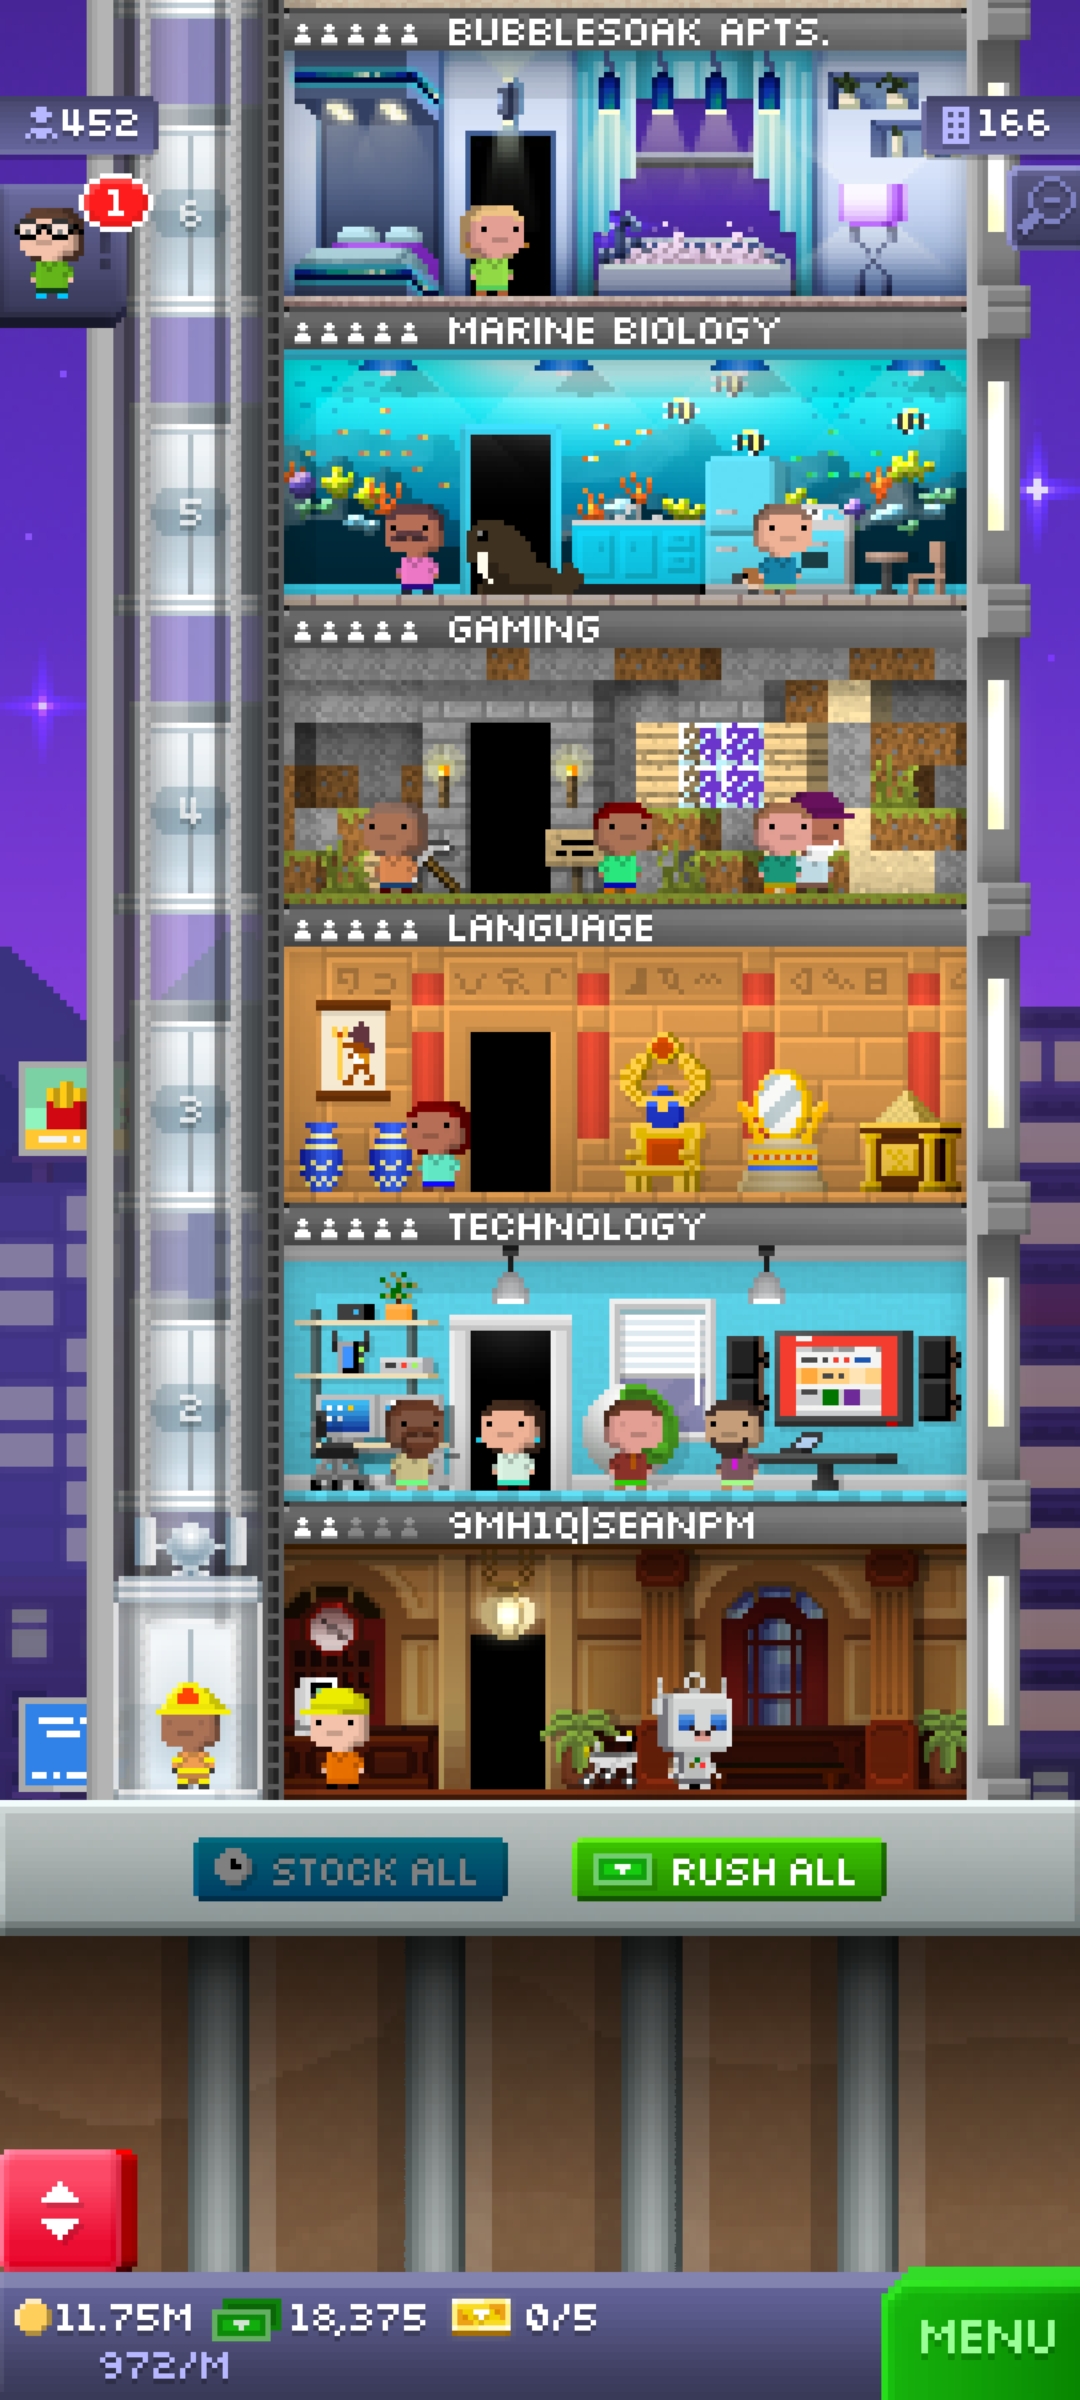 BUBBLESOAK APTS.
452
166
1
6
MARINE BIOLOGY
5
GAMING
4
LANGUAGE
3
TECHNOLOGY
2
9MH1Q|SEANPM
STOCK ALL
RUSH ALL
11.75M
18,375
0/5
972/M
MENU